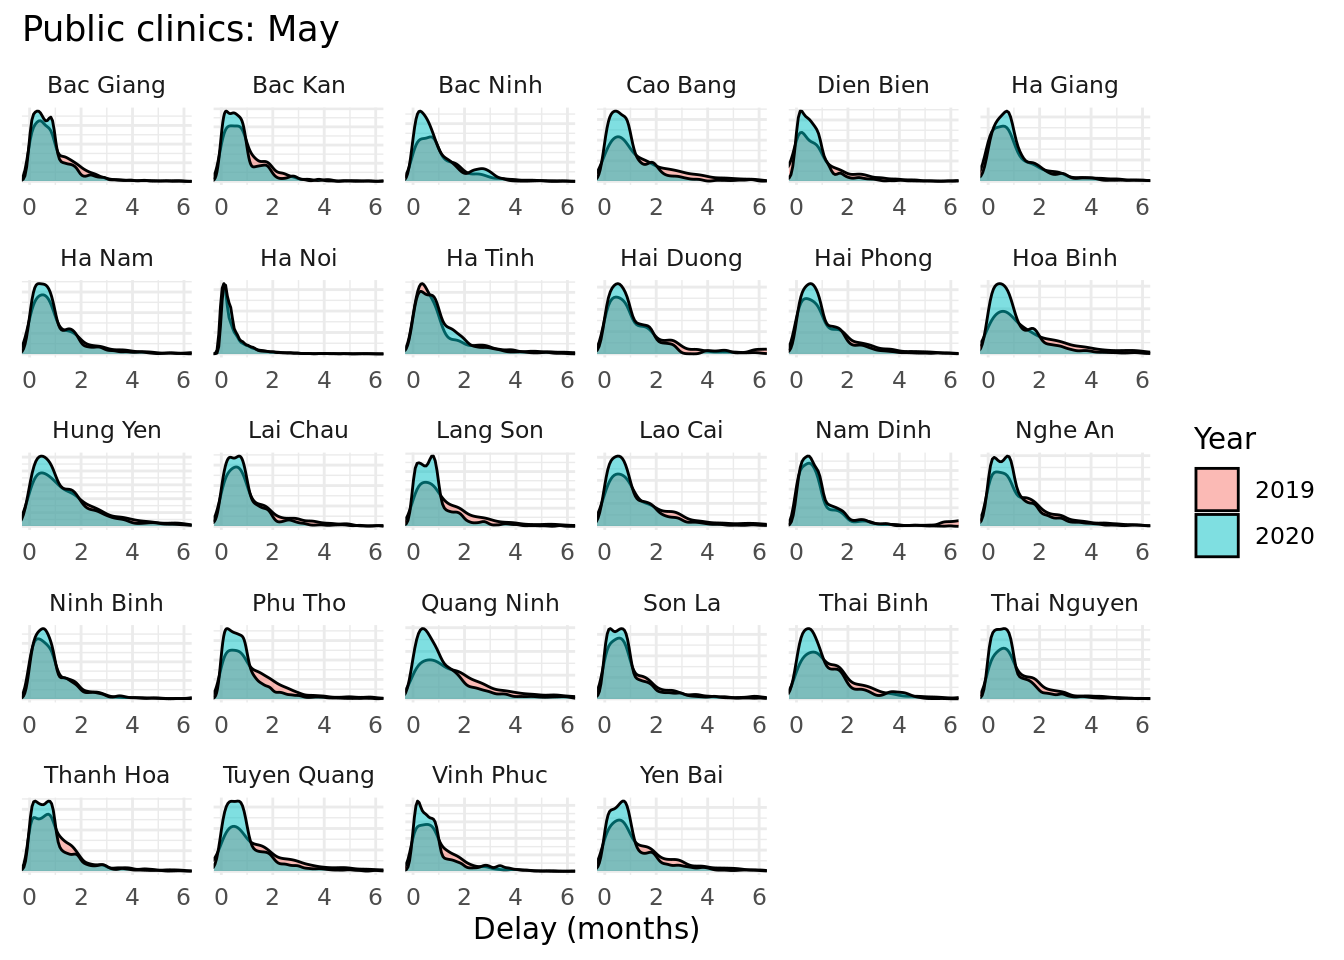 Public clinics: May
Bac Giang Bac Kan Bac Ninh Cao Bang Dien Bien Ha Giang
0 2 4 6 0 2 4 6 0 2 4 6 0 2 4 6 0 2 4 6 0 2 4 6
Ha Nam Ha Noi Ha Tinh Hai Duong Hai Phong Hoa Binh
0 2 4 6 0 2 4 6 0 2 4 6 0 2 4 6 0 2 4 6 0 2 4 6
Hung Yen Lai Chau Lang Son Lao Cai Nam Dinh Nghe An
0 2 4 6 0 2 4 6 0 2 4 6 0 2 4 6 0 2 4 6 0 2 4 6
Ninh Binh Phu Tho Quang Ninh Son La Thai Binh Thai Nguyen
0 2 4 6 0 2 4 6 0 2 4 6 0 2 4 6 0 2 4 6 0 2 4 6
Thanh Hoa Tuyen Quang Vinh Phuc Yen Bai
0 2 4 6 0 2 4 6 0 2 4 6 0 2 4 6
Delay (months)
Year
2019
2020